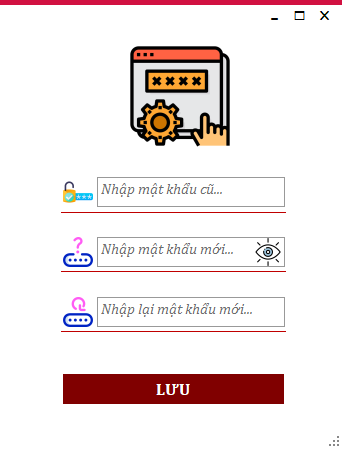 Nhập mật khẩu cũ...
Nhập mật khẩu mới...
Nhập lại mật khẩu mới...
LƯU